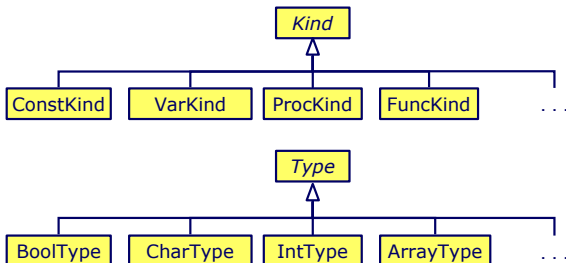 Kind
ConstKind VarKind ProcKind FuncKind . . .
Type
BoolType CharType IntType ArrayType . . .